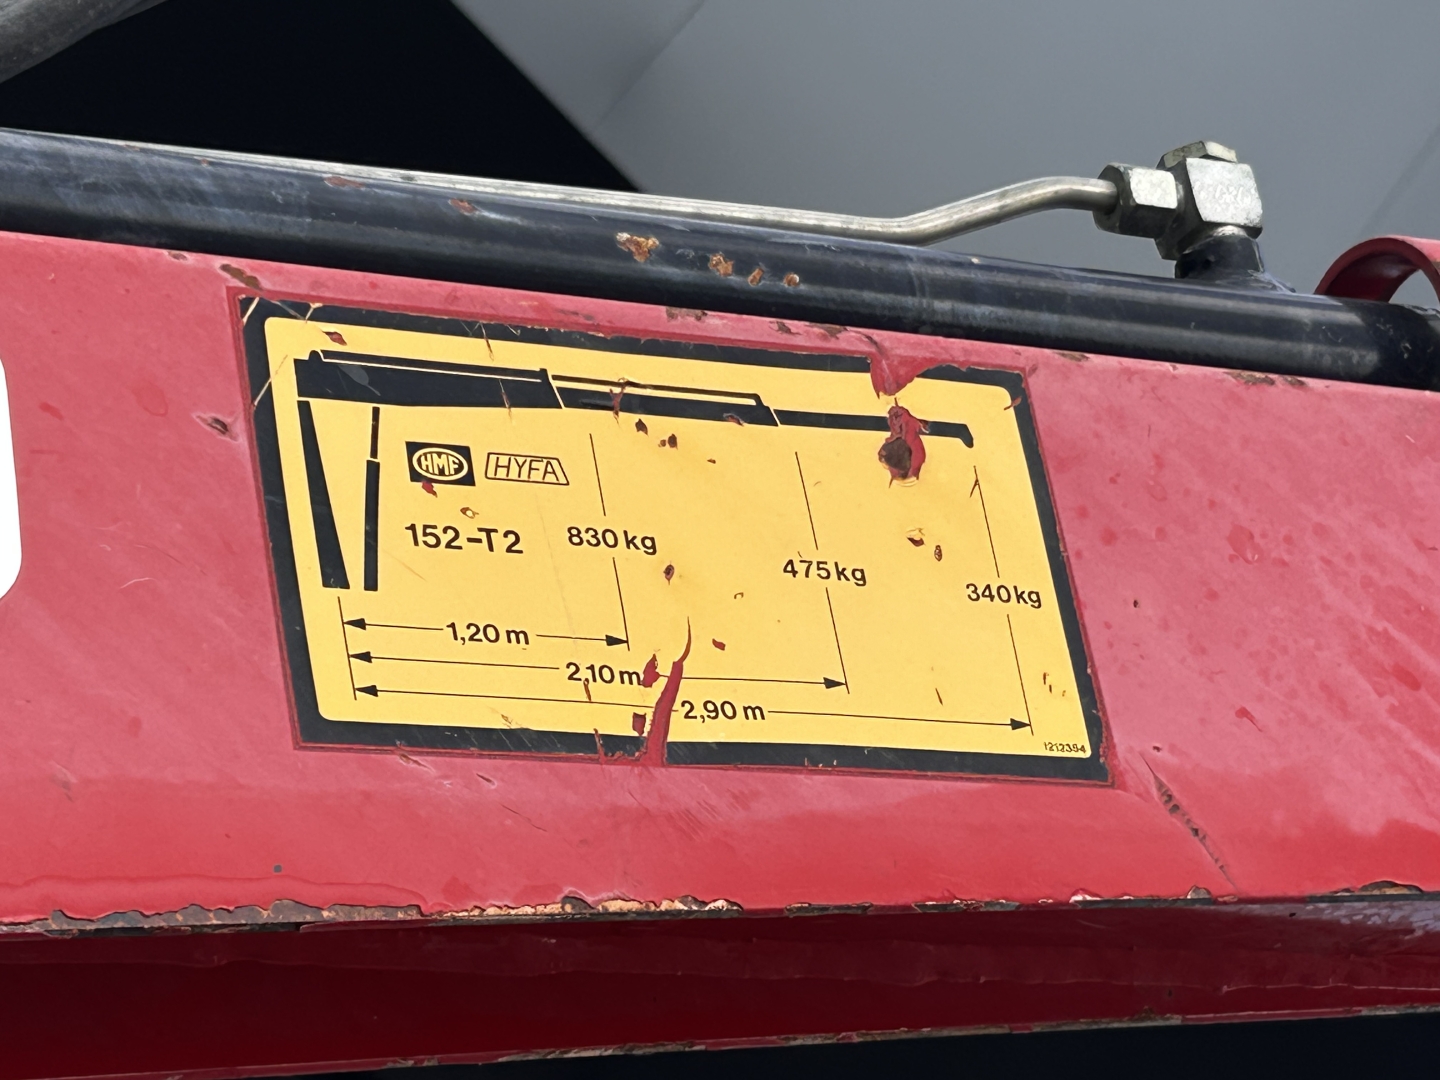 HMF HYFA
152-T2
830 kg
475 kg
340 kg
1,20 m
2,10 m
2,90 m
1212394